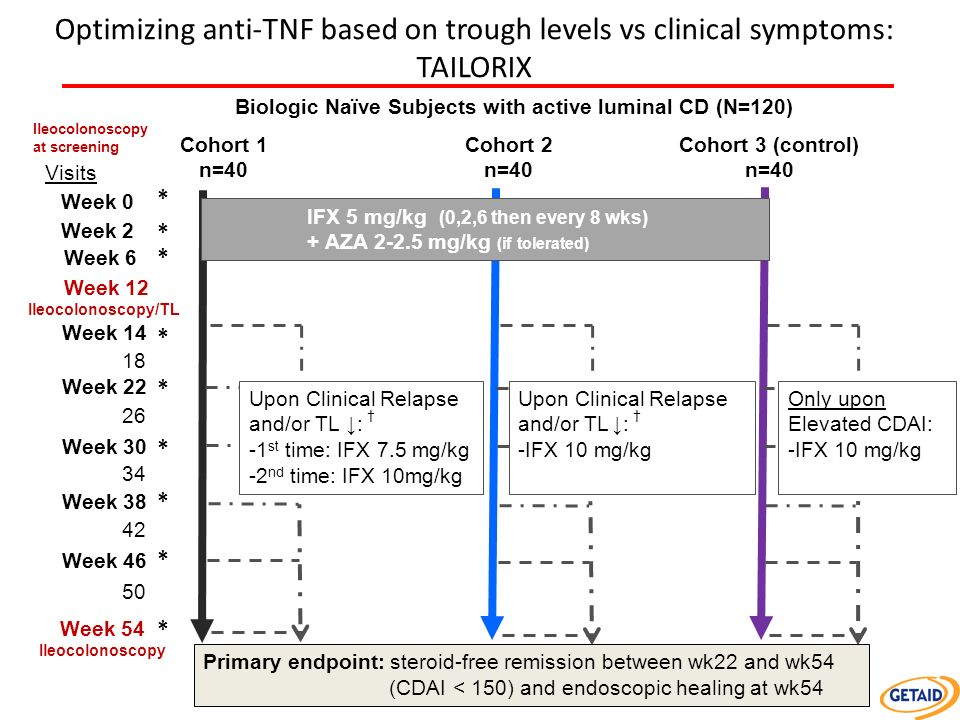 Optimizing anti-TNF based on trough levels vs clinical symptoms:
TAILORIX
Biologic Naïve Subjects with active luminal CD (N=120)
Ileocolonoscopy
at screening
Cohort 1
n=40
Cohort 2
n=40
Cohort 3 (control)
n=40
Visits
Week 0 *
Week 2 *
Week 6 *
IFX 5 mg/kg (0,2,6 then every 8 wks)
+ AZA 2-2.5 mg/kg (if tolerated)
Week 12
Ileocolonoscopy/TL
Week 14 *
18
Week 22 *
26
Week 30 *
34
Week 38 *
42
Week 46 *
50
Week 54 *
Ileocolonoscopy
Upon Clinical Relapse
and/or TL ↓: †
-1st time: IFX 7.5 mg/kg
-2nd time: IFX 10mg/kg
Upon Clinical Relapse
and/or TL ↓: †
-IFX 10 mg/kg
Only upon
Elevated CDAI:
-IFX 10 mg/kg
Primary endpoint: steroid-free remission between wk22 and wk54
(CDAI < 150) and endoscopic healing at wk54
GETAID